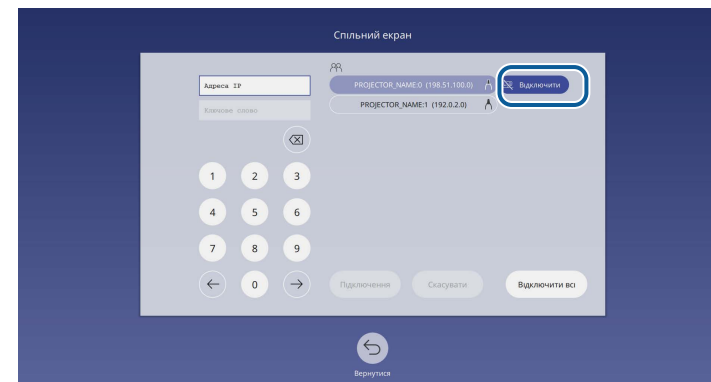 Спільний екран
Адреса IP
Ключове слово
1 2 3
4 5 6
7 8 9
0
PROJECTOR_NAME:0 (198.51.100.0)
Відключити
PROJECTOR_NAME:1 (192.0.2.0)
Підключення
Скасувати
Відключити всі
Вернутися